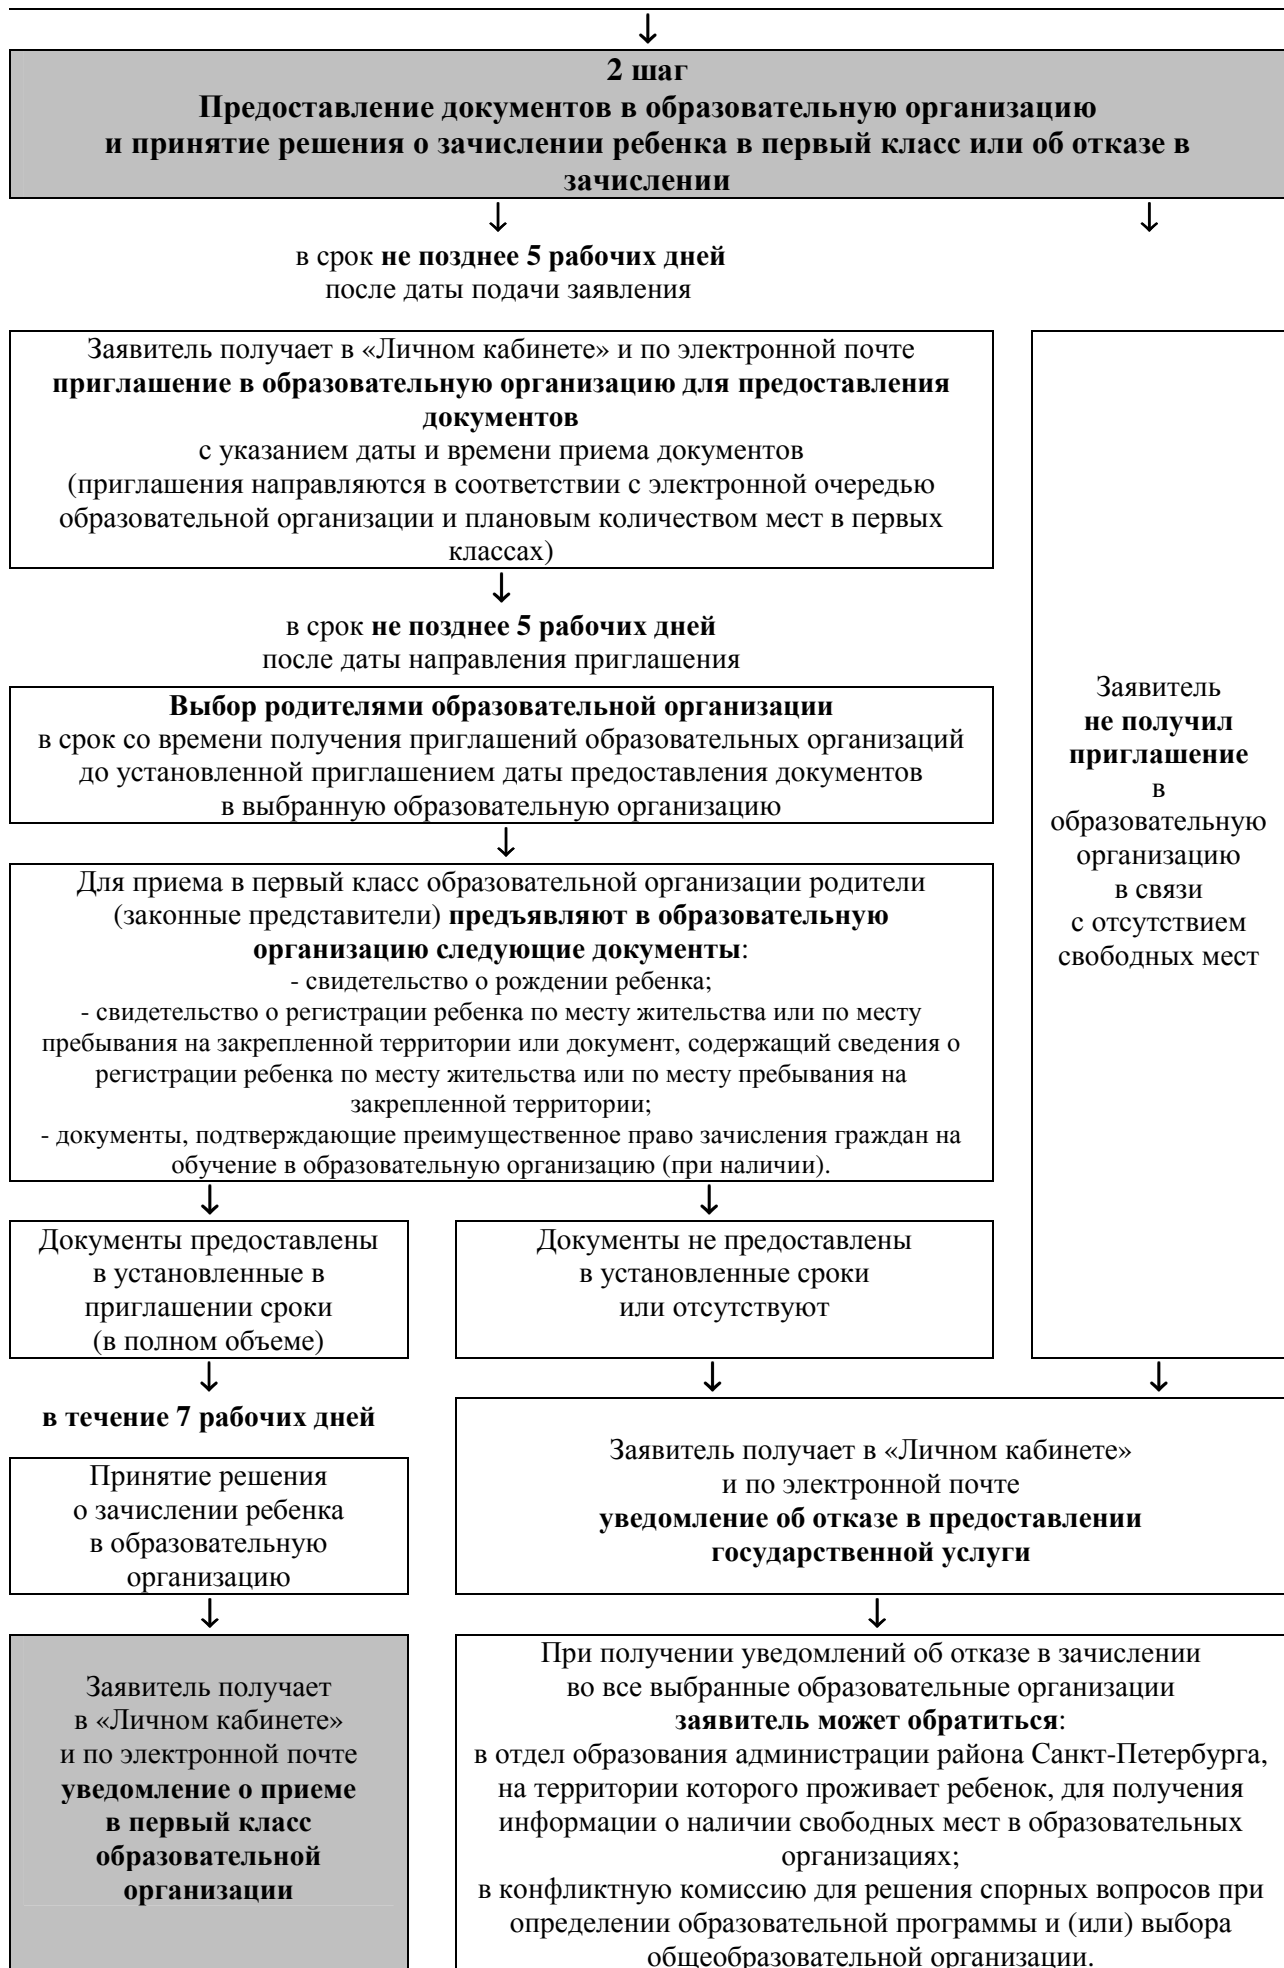 2 шаг
Предоставление документов в образовательную организацию
и принятие решения о зачислении ребенка в первый класс или об отказе в
зачислении
в срок не позднее 5 рабочих дней
после даты подачи заявления
Заявитель получает в «Личном кабинете» и по электронной почте
приглашение в образовательную организацию для предоставления
документов
с указанием даты и времени приема документов
(приглашения направляются в соответствии с электронной очередью
образовательной организации и плановым количеством мест в первых
классах)
в срок не позднее 5 рабочих дней
после даты направления приглашения
Выбор родителями образовательной организации
в срок со времени получения приглашений образовательных организаций
до установленной приглашением даты предоставления документов
в выбранную образовательную организацию
Для приема в первый класс образовательной организации родители
(законные представители) предъявляют в образовательную
организацию следующие документы:
- свидетельство о рождении ребенка;
- свидетельство о регистрации ребенка по месту жительства или по месту
пребывания на закрепленной территории или документ, содержащий сведения о
регистрации ребенка по месту жительства или по месту пребывания на
закрепленной территории;
- документы, подтверждающие преимущественное право зачисления граждан на
обучение в образовательную организацию (при наличии).
Заявитель
не получил
приглашение
в
образовательную
организацию
в связи
с отсутствием
свободных мест
Документы предоставлены
в установленные в
приглашении сроки
(в полном объеме)
Документы не предоставлены
в установленные сроки
или отсутствуют
в течение 7 рабочих дней
Принятие решения
о зачислении ребенка
в образовательную
организацию
Заявитель получает в «Личном кабинете»
и по электронной почте
уведомление об отказе в предоставлении
государственной услуги
Заявитель получает
в «Личном кабинете»
и по электронной почте
уведомление о приеме
в первый класс
образовательной
организации
При получении уведомлений об отказе в зачислении
во все выбранные образовательные организации
заявитель может обратиться:
в отдел образования администрации района Санкт-Петербурга,
на территории которого проживает ребенок, для получения
информации о наличии свободных мест в образовательных
организациях;
в конфликтную комиссию для решения спорных вопросов при
определении образовательной программы и (или) выбора
общеобразовательной организации.